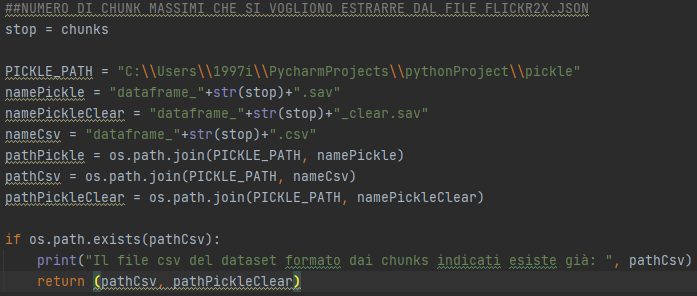 ##NUMERO DI CHUNK MASSIMI CHE SI VOGLIONO ESTRARRE DAL FILE FLICKR2X.JSON
stop = chunks
PICKLE_PATH = "C:\\Users\\1997i\\PycharmProjects\\pythonProject\\pickle"
namePickle = "dataframe_"+str(stop)+".sav"
namePickleClear = "dataframe_"+str(stop)+"_clear.sav"
nameCsv = "dataframe_"+str(stop)+".csv"
pathPickle = os.path.join(PICKLE_PATH, namePickle)
pathCsv = os.path.join(PICKLE_PATH, nameCsv)
pathPickleClear = os.path.join(PICKLE_PATH, namePickleClear)
if os.path.exists(pathCsv):
    print("Il file csv del dataset formato dai chunks indicati esiste già: ", pathCsv)
    return (pathCsv, pathPickleClear)